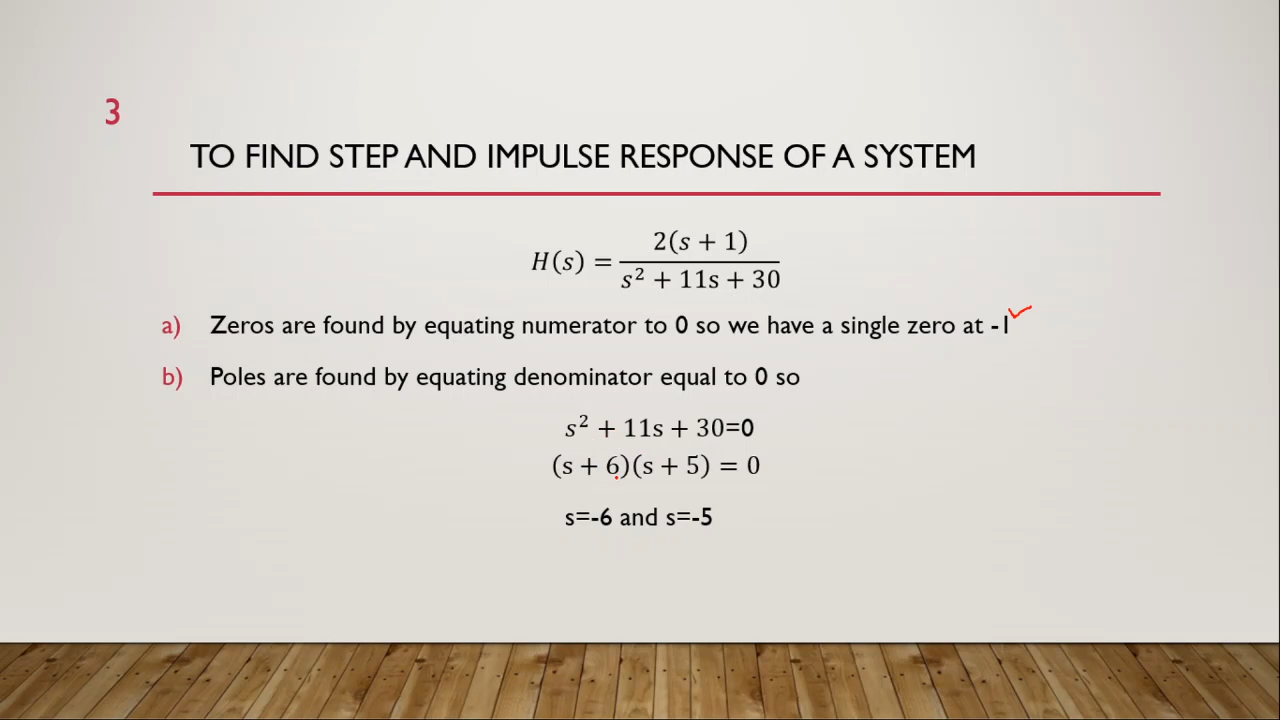 3
TO FIND STEP AND IMPULSE RESPONSE OF A SYSTEM
H(s) = 2(s + 1) / (s² + 11s + 30)
a) Zeros are found by equating numerator to 0 so we have a single zero at -1
b) Poles are found by equating denominator equal to 0 so
s² + 11s + 30=0
(s + 6)(s + 5) = 0
s=-6 and s=-5